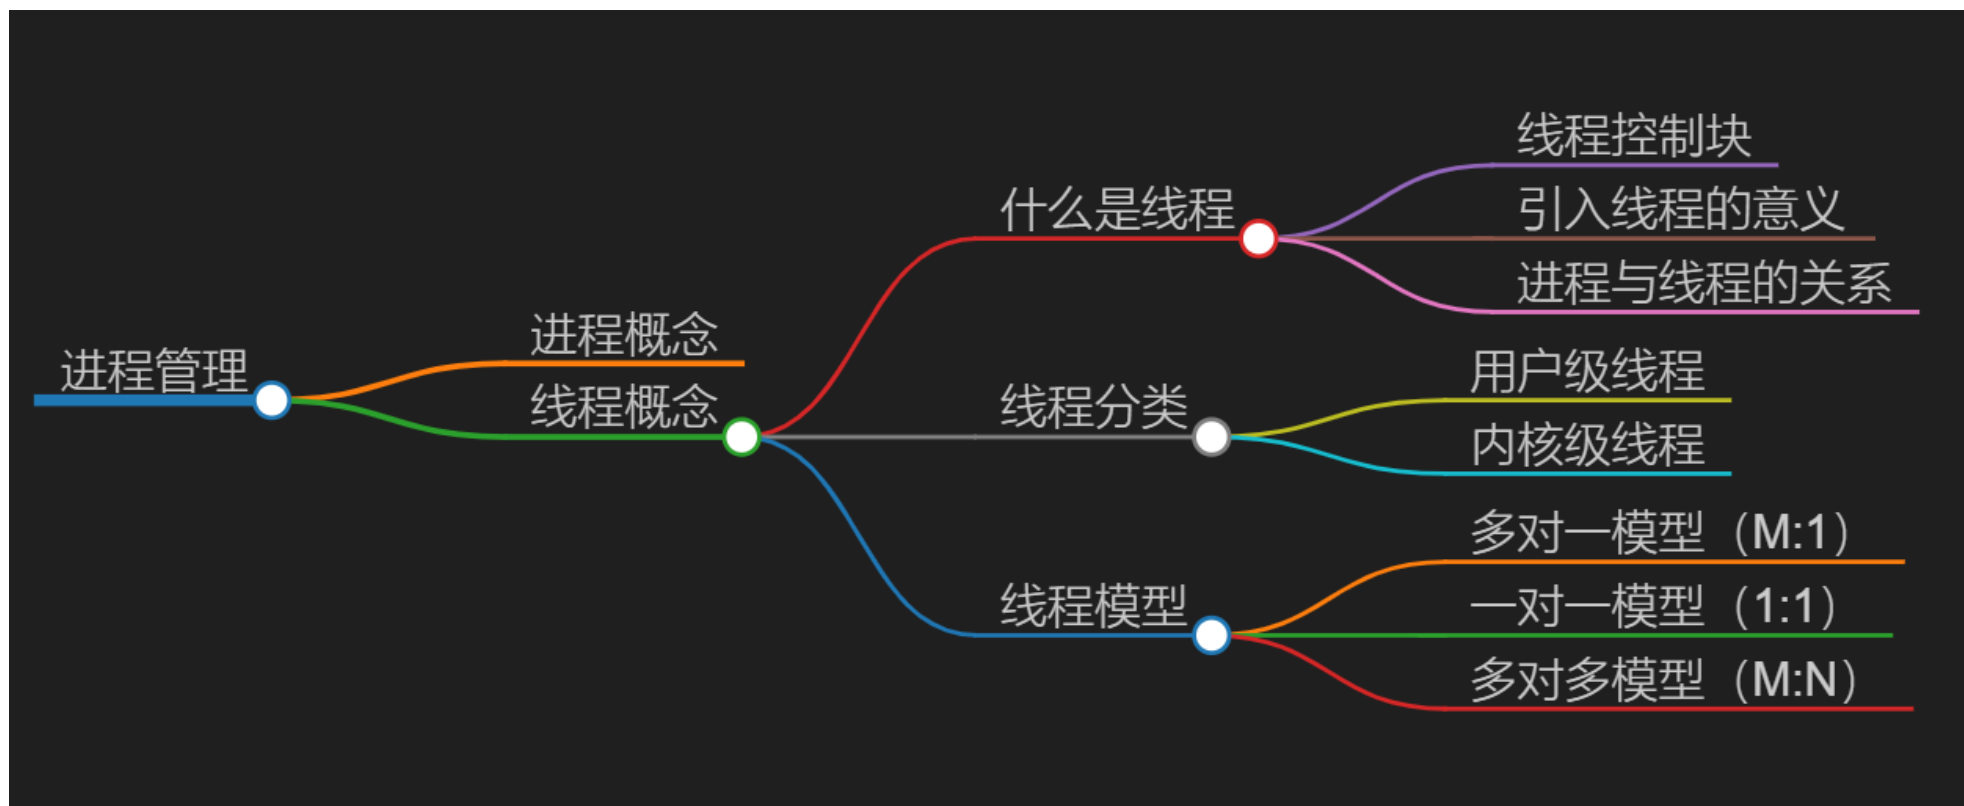 进程管理
进程概念
线程概念
什么是线程
线程控制块
引入线程的意义
进程与线程的关系
线程分类
用户级线程
内核级线程
线程模型
多对一模型（M:1）
一对一模型（1:1）
多对多模型（M:N）